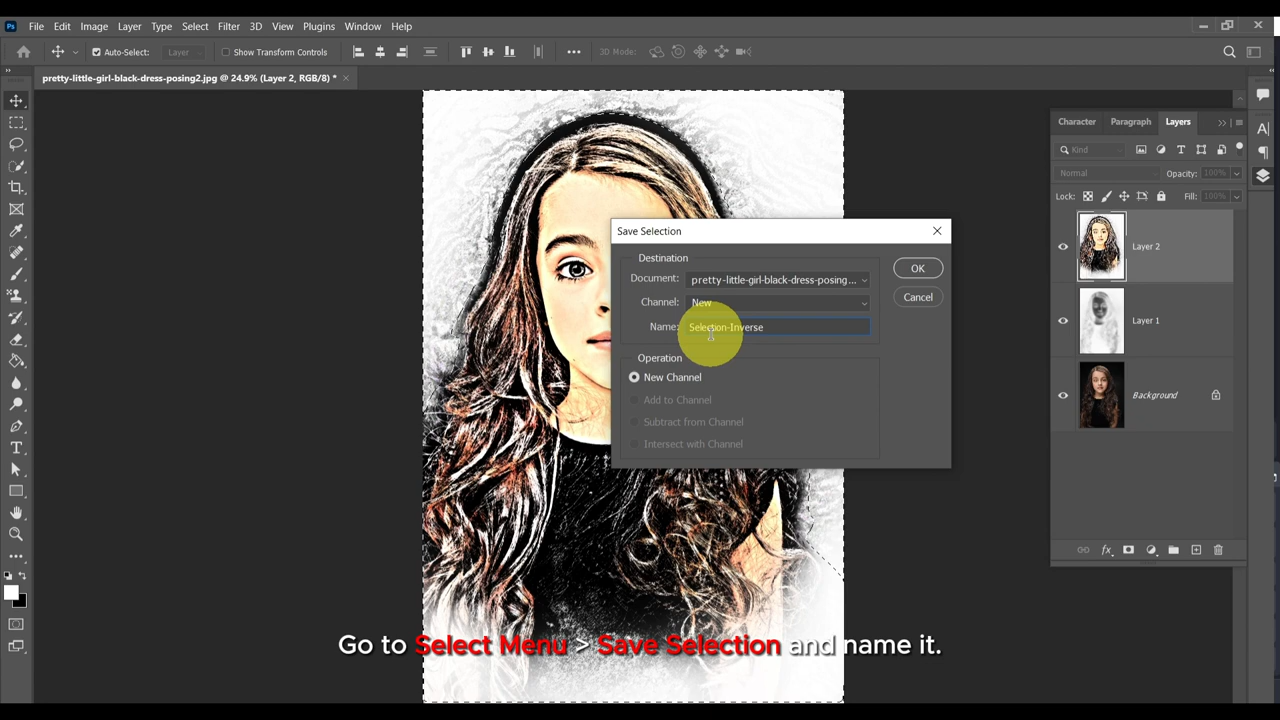 Ps File Edit Image Layer Type Select Filter 3D View Plugins Window Help
Auto-Select: Layer Show Transform Controls 3D Mode:
pretty-little-girl-black-dress-posing2.jpg @ 24.9% (Layer 2, RGB/8) *
Character Paragraph Layers
Kind
Normal Opacity: 100%
Lock: Fill: 100%
Layer 2
Layer 1
Background
Save Selection
Destination
Document: pretty-little-girl-black-dress-posing ...
Channel: New
Name: Selection-Inverse
OK
Cancel
Operation
New Channel
Add to Channel
Subtract from Channel
Intersect with Channel
Go to Select Menu > Save Selection and name it.